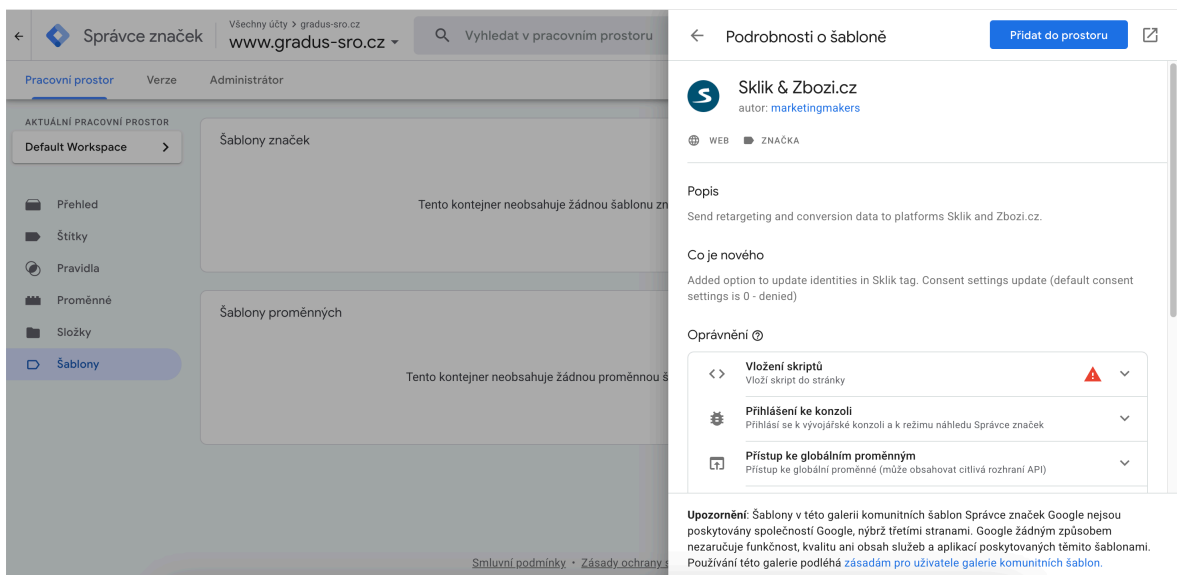 Správce značek
Všechny účty > gradus-sro.cz
www.gradus-sro.cz
Vyhledat v pracovním prostoru
Pracovní prostor
Verze
Administrátor
AKTUÁLNÍ PRACOVNÍ PROSTOR
Default Workspace
Přehled
Štítky
Pravidla
Proměnné
Složky
Šablony
Šablony značek
Tento kontejner neobsahuje žádnou šablonu zn
Šablony proměnných
Tento kontejner neobsahuje žádnou proměnnou š
Smluvní podmínky · Zásady ochrany s
Podrobnosti o šabloně
Přidat do prostoru
Sklik & Zbozi.cz
autor: marketingmakers
WEB
ZNAČKA
Popis
Send retargeting and conversion data to platforms Sklik and Zbozi.cz.
Co je nového
Added option to update identities in Sklik tag. Consent settings update (default consent
settings is 0 - denied)
Oprávnění
Vložení skriptů
Vloží skript do stránky
Přihlášení ke konzoli
Přihlásí se k vývojářské konzoli a k režimu náhledu Správce značek
Přístup ke globálním proměnným
Přístup ke globální proměnné (může obsahovat citlivá rozhraní API)
Upozornění: Šablony v této galerii komunitních šablon Správce značek Google nejsou
poskytovány společností Google, nýbrž třetími stranami. Google žádným způsobem
nezaručuje funkčnost, kvalitu ani obsah služeb a aplikací poskytovaných těmito šablonami.
Používání této galerie podléhá zásadám pro uživatele galerie komunitních šablon.